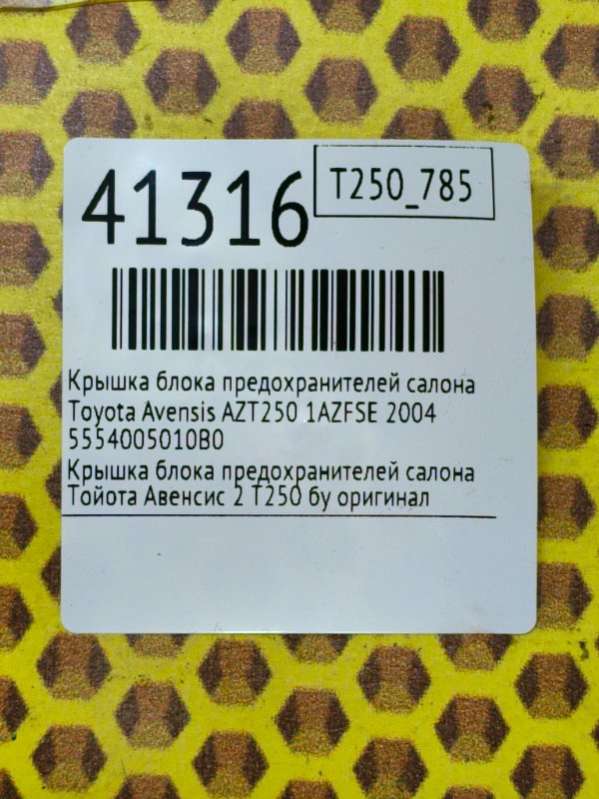 41316
T250_785
Крышка блока предохранителей салона
Toyota Avensis AZT250 1AZFSE 2004
5554005010B0
Крышка блока предохранителей салона
Тойота Авенсис 2 Т250 бу оригинал